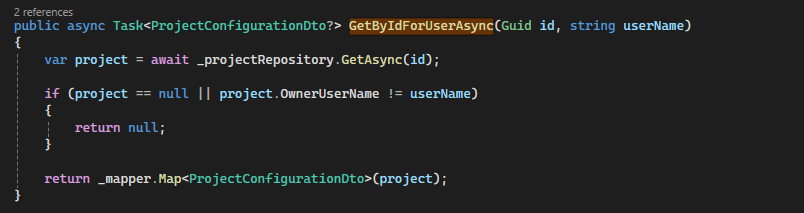 2 references
public async Task<ProjectConfigurationDto?> GetByIdForUserAsync(Guid id, string userName)
{
    var project = await _projectRepository.GetAsync(id);

    if (project == null || project.OwnerUserName != userName)
    {
        return null;
    }

    return _mapper.Map<ProjectConfigurationDto>(project);
}